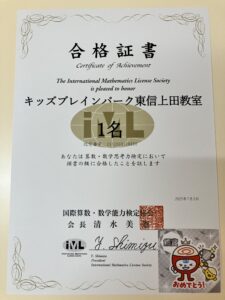 合格証書
Certificate of Achievement
The International Mathematics License Society
is pleased to honor
キッズブレインパーク東信上田教室
iML
1名
あなたは算数・数学思考力検定において
頭書の級に合格したことを証します
国際算数・数学能力検定協会
会長 清水美
iML
Y. Shimizu
Y. Shimizu
President
International Mathematics License Society
おめでとう!